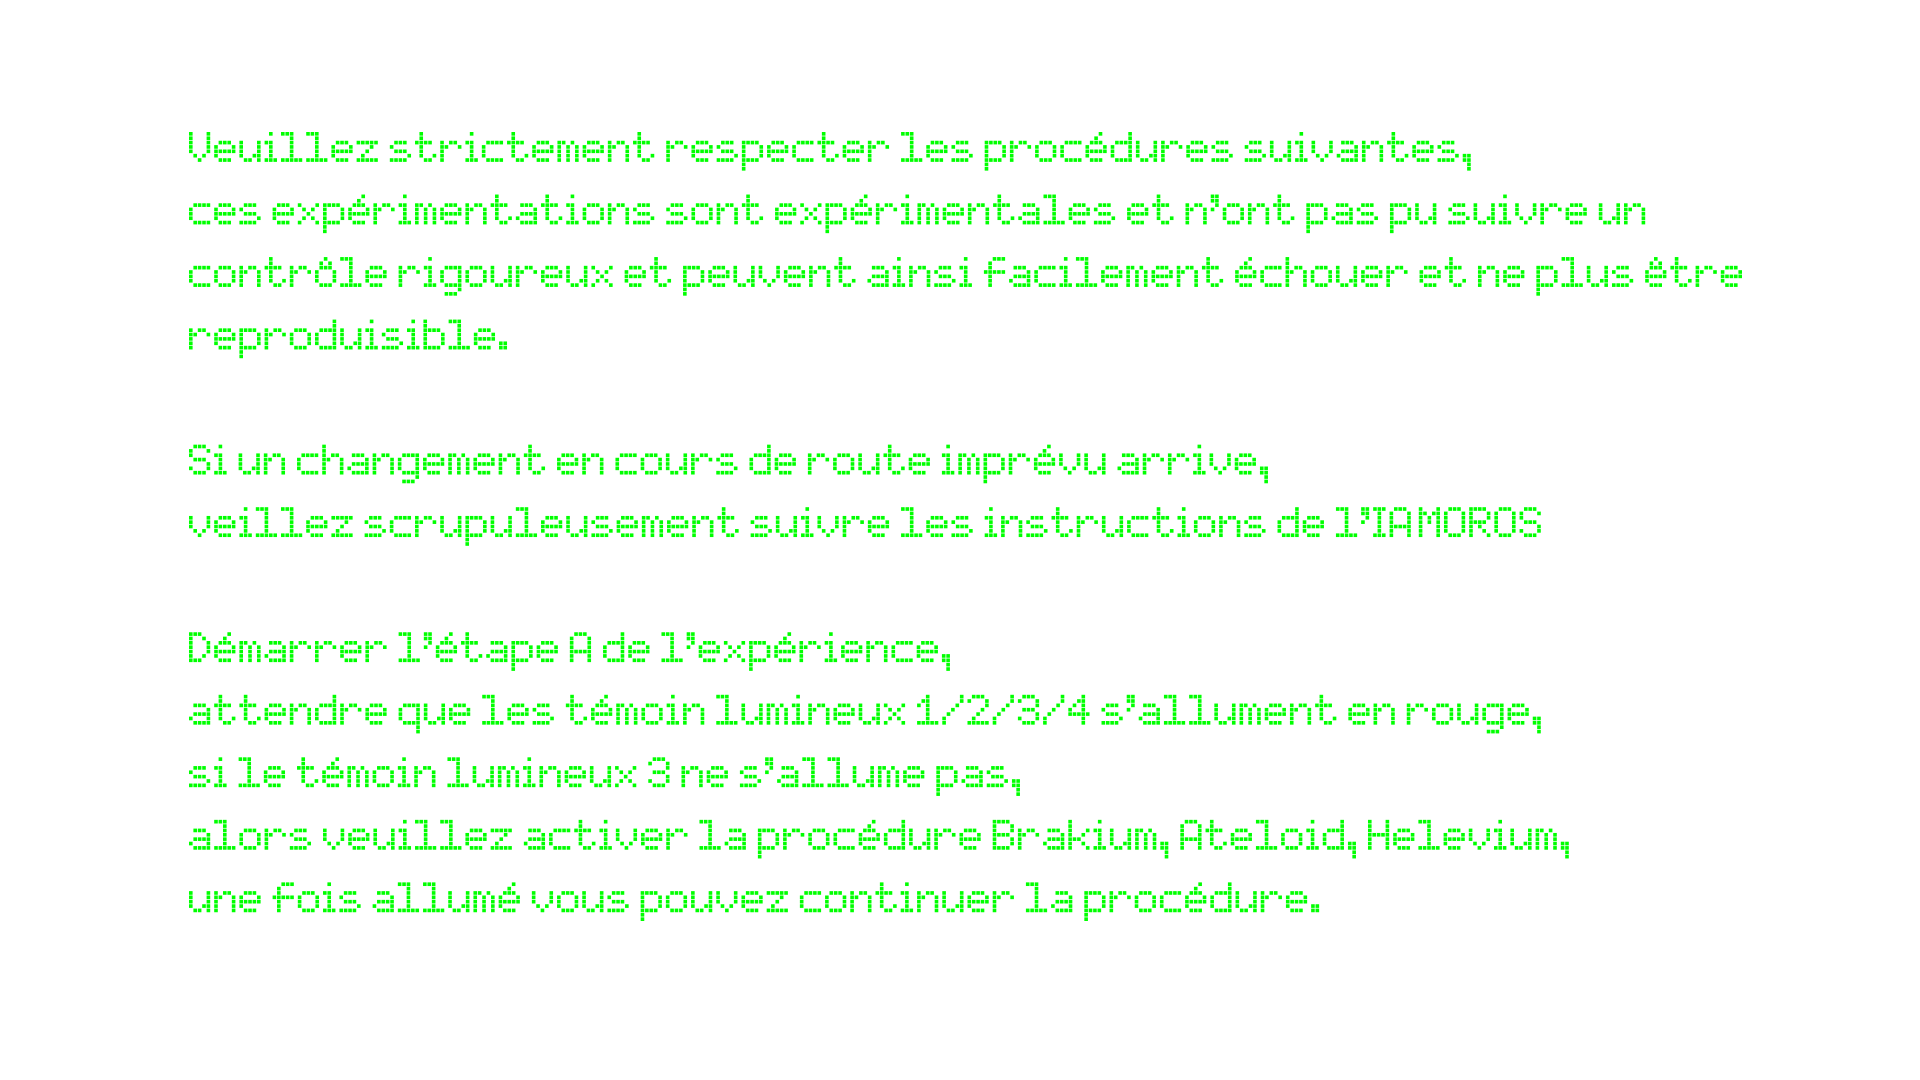 Veuillez strictement respecter les procédures suivantes,
ces expérimentations sont expérimentales et n'ont pas pu suivre un
contrôle rigoureux et peuvent ainsi facilement échouer et ne plus être
reproduisible.
Si un changement en cours de route imprévu arrive,
veillez scrupuleusement suivre les instructions de l'IAMOROS
Démarrer l'étape A de l'expérience,
attendre que les témoin lumineux 1/2/3/4 s'allument en rouge,
si le témoin lumineux 3 ne s'allume pas,
alors veuillez activer la procédure Brakium, Ateloid, Helevium,
une fois allumé vous pouvez continuer la procédure.